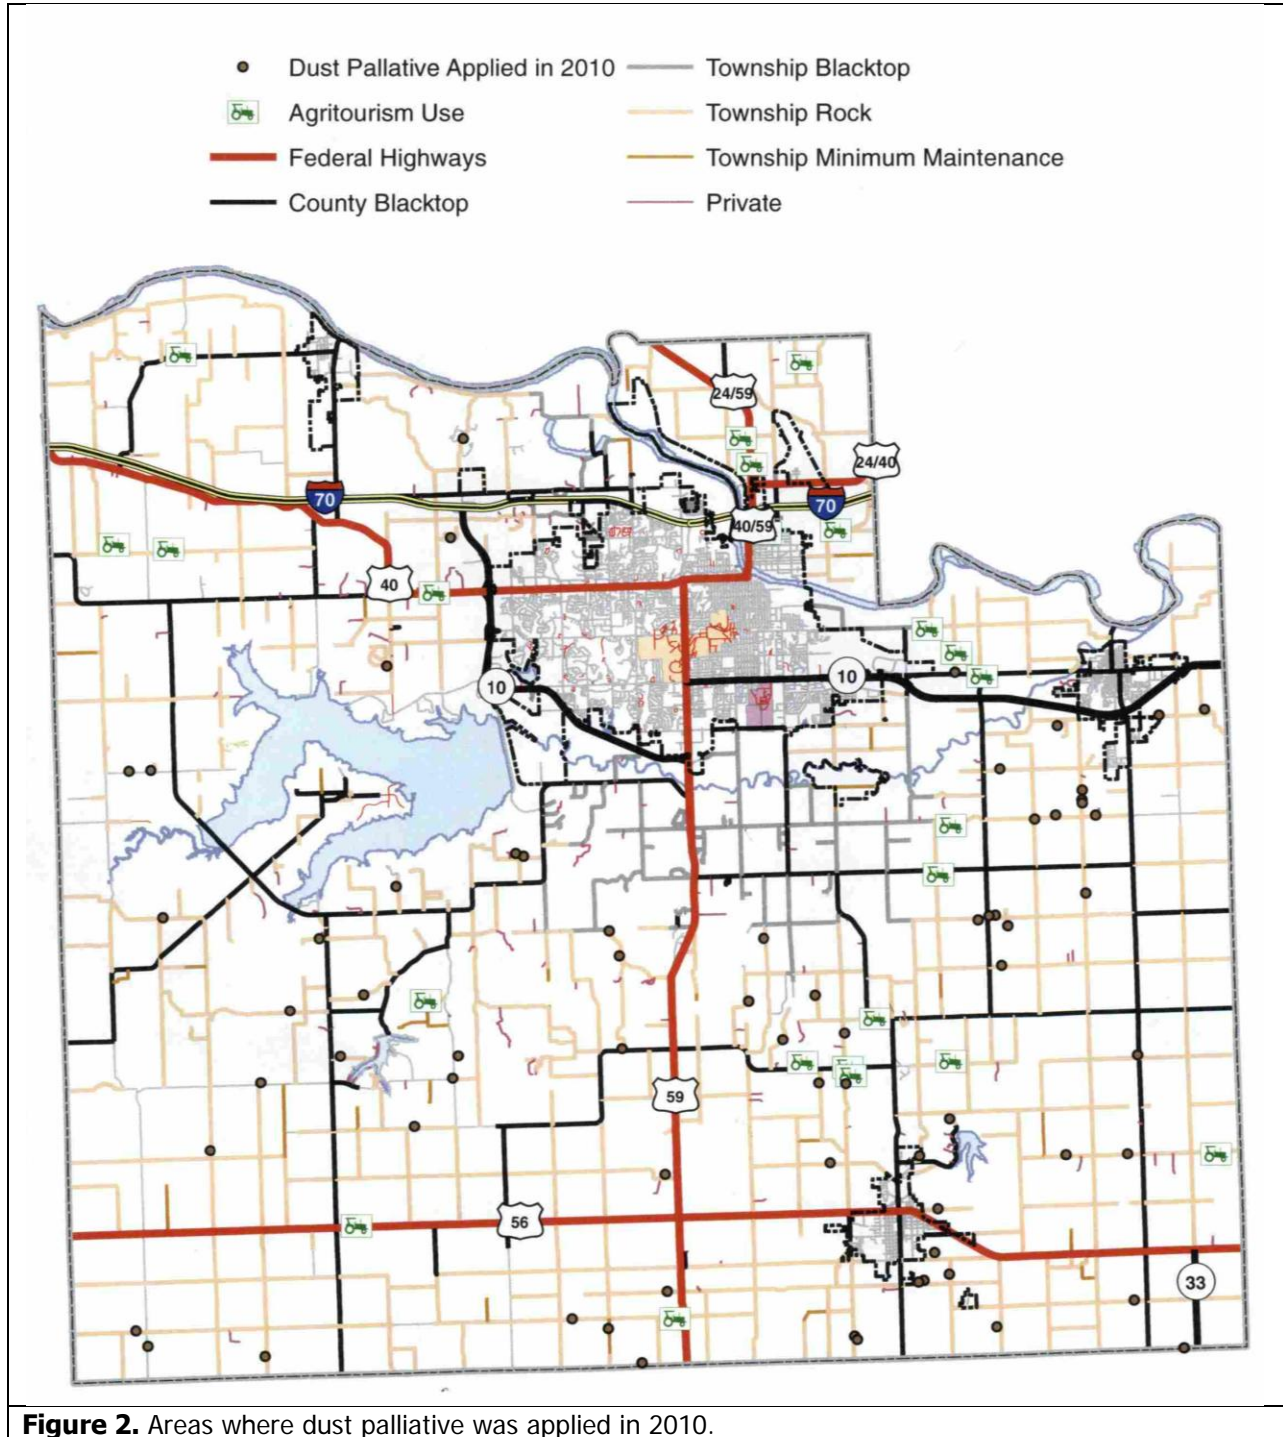 Dust Pallative Applied in 2010
Township Blacktop
Agritourism Use
Township Rock
Federal Highways
Township Minimum Maintenance
County Blacktop
Private
24/59
24/40
70
70
40/59
40
10
10
59
56
33
Figure 2. Areas where dust palliative was applied in 2010.